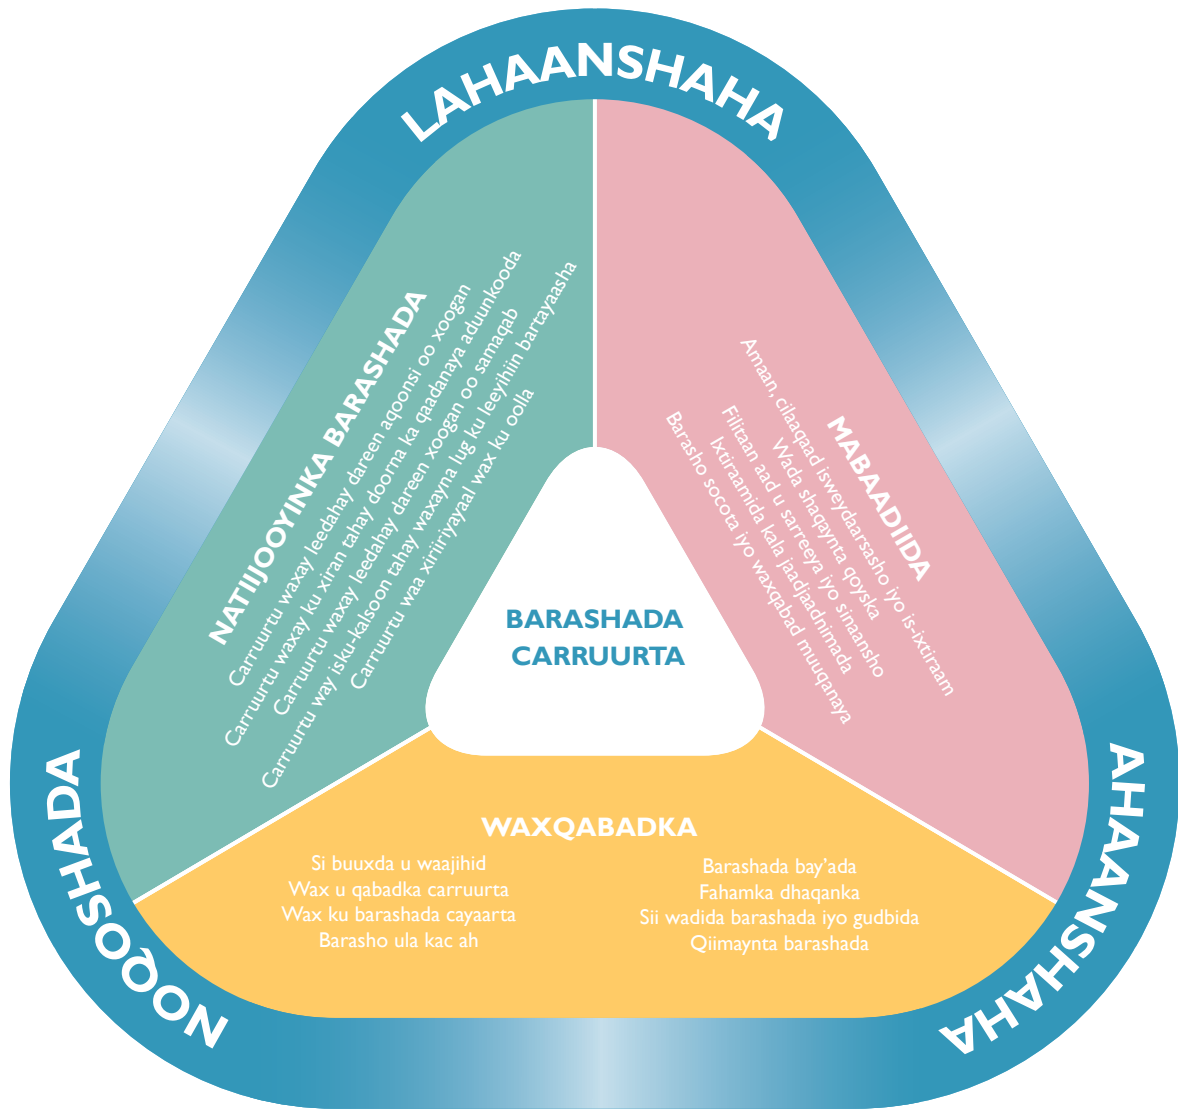 LAHAANSHAHA
NATIIJOOYINKA BARASHADA
Carruurtu waxay leedahay dareen aqoonsi oo xoogan
Carruurtu waxay ku xiran tahay doorna ka qaadanaya aduunkooda
Carruurtu waxay leedahay dareen xoogan oo samaqab
Carruurtu way isku-kalsoon tahay waxayna lug ku leeyihiin bartayaasha
Carruurtu waa xiriiriyayaal wax ku oolla
MABAADIIDA
Amaan, cilaaqaad isweydaarsasho iyo is-ixtiraam
Wada shaqaynta qoyska
Filitaan aad u sarreeya iyo sinaansho
Ixtiraamida kala jaadjaadnimada
Barasho socota iyo waxqabad muuqanaya
BARASHADA
CARRUURTA
WAXQABADKA
Si buuxda u waajihid
Wax u qabadka carruurta
Wax ku barashada cayaarta
Barasho ula kac ah
Barashada bay’ada
Fahamka dhaqanka
Sii wadida barashada iyo gudbida
Qiimaynta barashada
NOQOSHADA
AHAANSHAHA